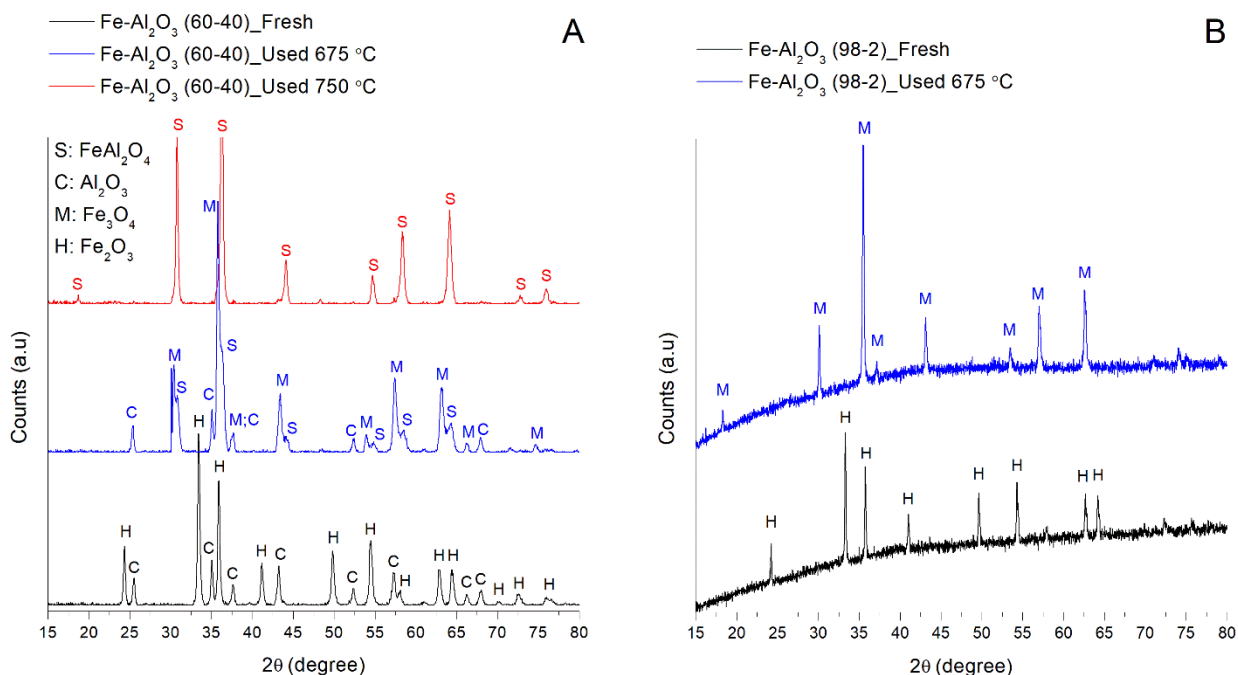 Fe-Al₂O₃ (60-40)_Fresh
Fe-Al₂O₃ (60-40)_Used 675 °C
Fe-Al₂O₃ (60-40)_Used 750 °C
A
S: FeAl₂O₄
C: Al₂O₃
M: Fe₃O₄
H: Fe₂O₃
S S S S S S S S S
C M S C M S M;C M S C M S M S M S M C M
H C H C H C H C H C H C H H H C C H H H
Counts (a.u)
15 20 25 30 35 40 45 50 55 60 65 70 75 80
2θ (degree)
Fe-Al₂O₃ (98-2)_Fresh
Fe-Al₂O₃ (98-2)_Used 675 °C
B
M M M M M M M M
H H H H H H H H
Counts (a.u)
15 20 25 30 35 40 45 50 55 60 65 70 75 80
2θ (degree)